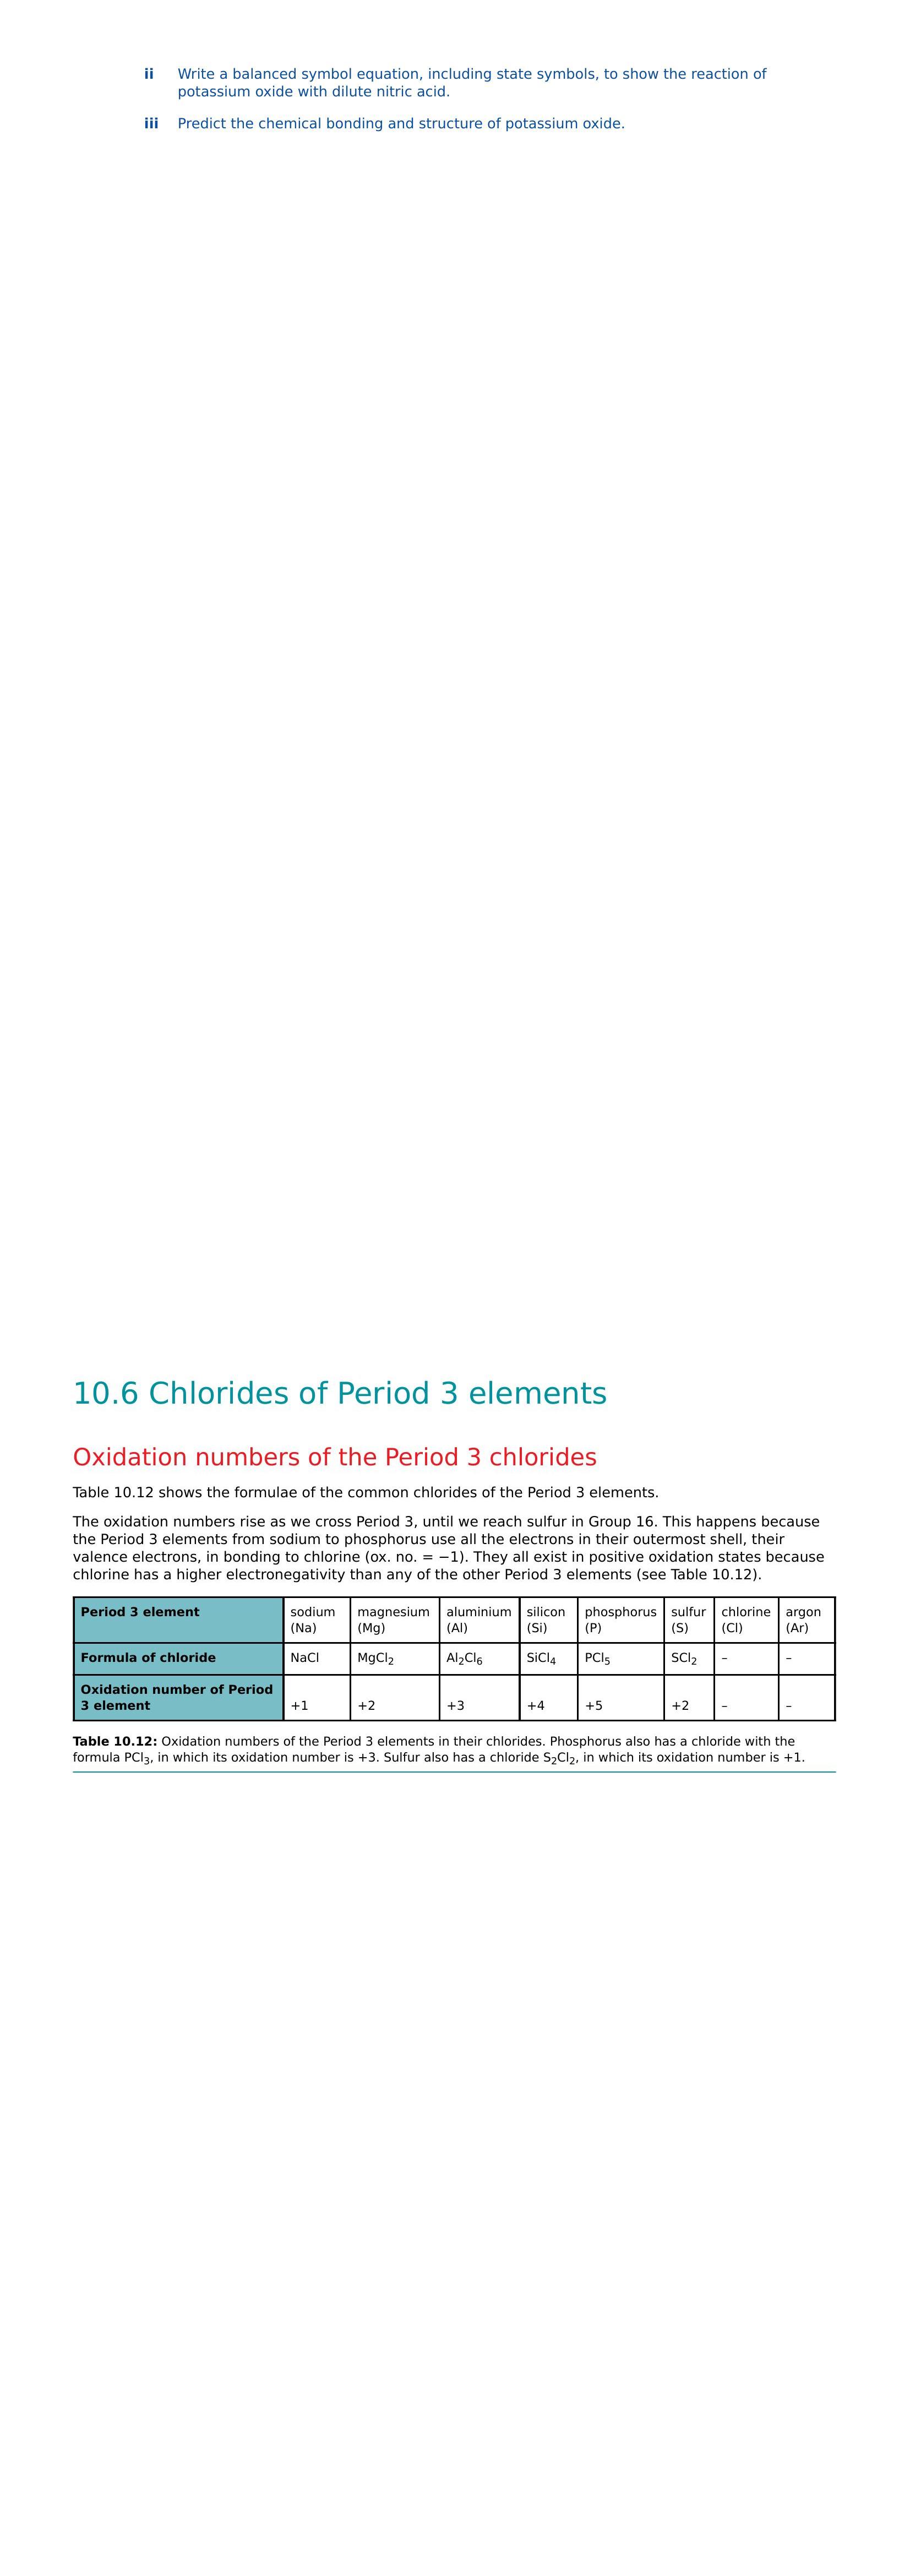 ii Write a balanced symbol equation, including state symbols, to show the reaction of
potassium oxide with dilute nitric acid.
iii Predict the chemical bonding and structure of potassium oxide.
10.6 Chlorides of Period 3 elements
Oxidation numbers of the Period 3 chlorides
Table 10.12 shows the formulae of the common chlorides of the Period 3 elements.
The oxidation numbers rise as we cross Period 3, until we reach sulfur in Group 16. This happens because
the Period 3 elements from sodium to phosphorus use all the electrons in their outermost shell, their
valence electrons, in bonding to chlorine (ox. no. = −1). They all exist in positive oxidation states because
chlorine has a higher electronegativity than any of the other Period 3 elements (see Table 10.12).
Period 3 element sodium (Na) magnesium (Mg) aluminium (Al) silicon (Si) phosphorus (P) sulfur (S) chlorine (Cl) argon (Ar)
Formula of chloride NaCl MgCl₂ Al₂Cl₆ SiCl₄ PCl₅ SCl₂ – –
Oxidation number of Period 3 element +1 +2 +3 +4 +5 +2 – –
Table 10.12: Oxidation numbers of the Period 3 elements in their chlorides. Phosphorus also has a chloride with the
formula PCl₃, in which its oxidation number is +3. Sulfur also has a chloride S₂Cl₂, in which its oxidation number is +1.